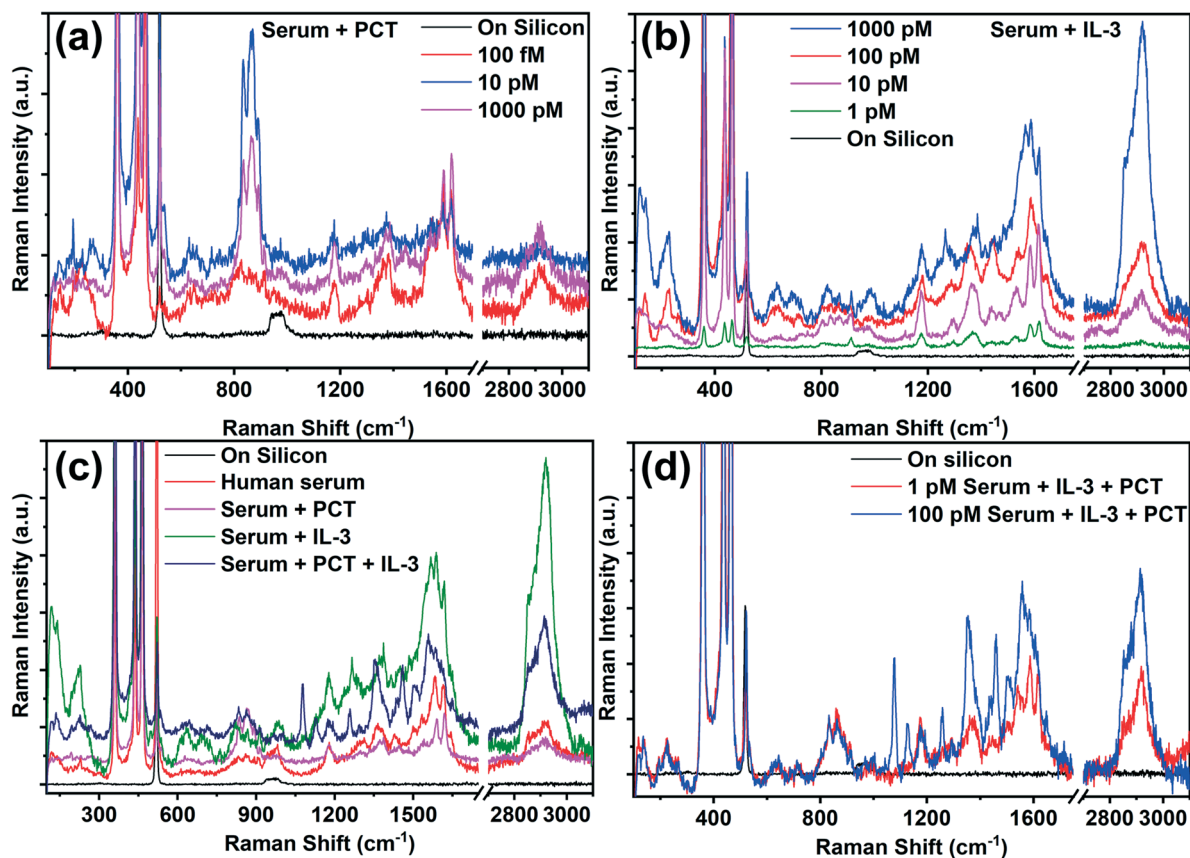 (a)
Serum + PCT
On Silicon
100 fM
10 pM
1000 pM
Raman Intensity (a.u.)
400 800 1200 1600 2800 3100
Raman Shift (cm⁻¹)
(b)
1000 pM
100 pM
10 pM
1 pM
On Silicon
Serum + IL-3
Raman Intensity (a.u.)
400 800 1200 1600 2800 3100
Raman Shift (cm⁻¹)
(c)
On Silicon
Human serum
Serum + PCT
Serum + IL-3
Serum + PCT + IL-3
Raman Intensity (a.u.)
300 600 900 1200 1500 2800 3000
Raman Shift (cm⁻¹)
(d)
On silicon
1 pM Serum + IL-3 + PCT
100 pM Serum + IL-3 + PCT
Raman Intensity (a.u.)
400 800 1200 1600 2800 3000
Raman Shift (cm⁻¹)